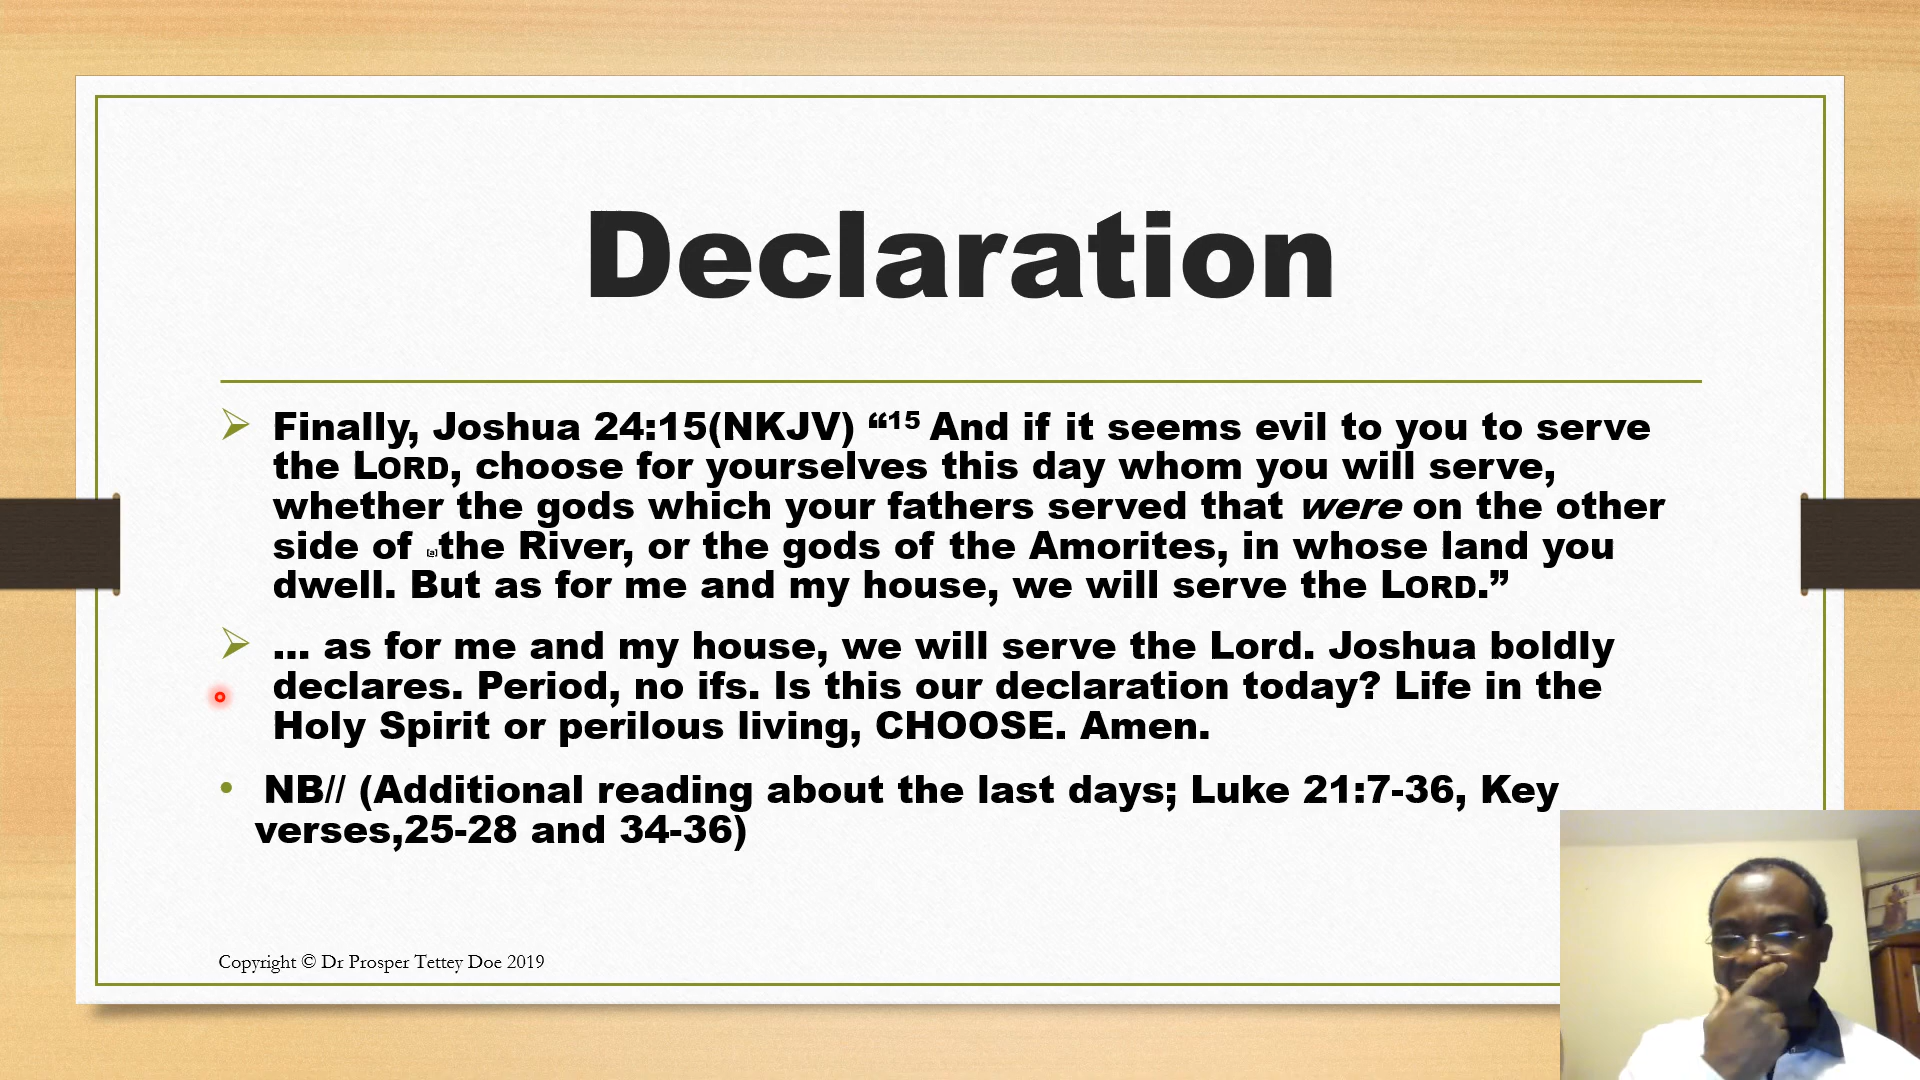 Declaration
Finally, Joshua 24:15(NKJV) “15 And if it seems evil to you to serve
the LORD, choose for yourselves this day whom you will serve,
whether the gods which your fathers served that were on the other
side of [a]the River, or the gods of the Amorites, in whose land you
dwell. But as for me and my house, we will serve the LORD.”
... as for me and my house, we will serve the Lord. Joshua boldly
declares. Period, no ifs. Is this our declaration today? Life in the
Holy Spirit or perilous living, CHOOSE. Amen.
NB// (Additional reading about the last days; Luke 21:7-36, Key
verses,25-28 and 34-36)
Copyright © Dr Prosper Tettey Doe 2019